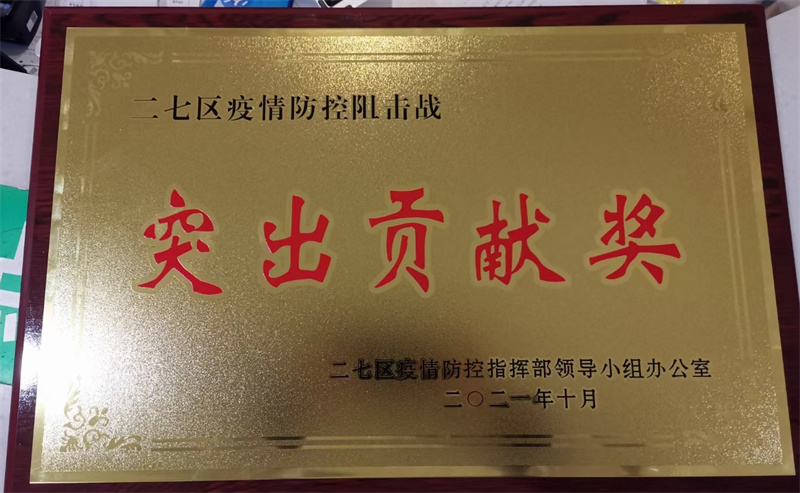 二七区疫情防控阻击战
突出贡献奖
二七区疫情防控指挥部领导小组办公室
二〇二一年十月